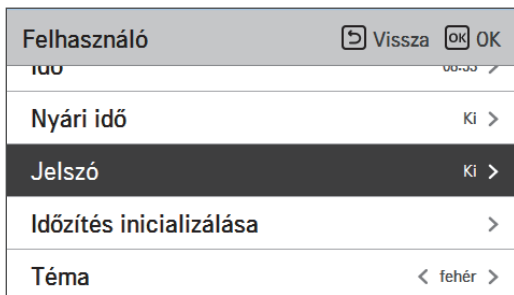 Felhasználó Vissza OK OK
Nyári idő Ki
Jelszó Ki
Időzítés inicializálása
Téma fehér